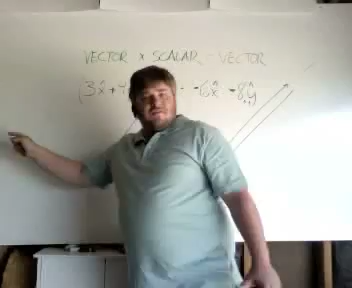 VECTOR × SCALAR = VECTOR
(3x̂ + 4 = -6x̂ -8ŷ